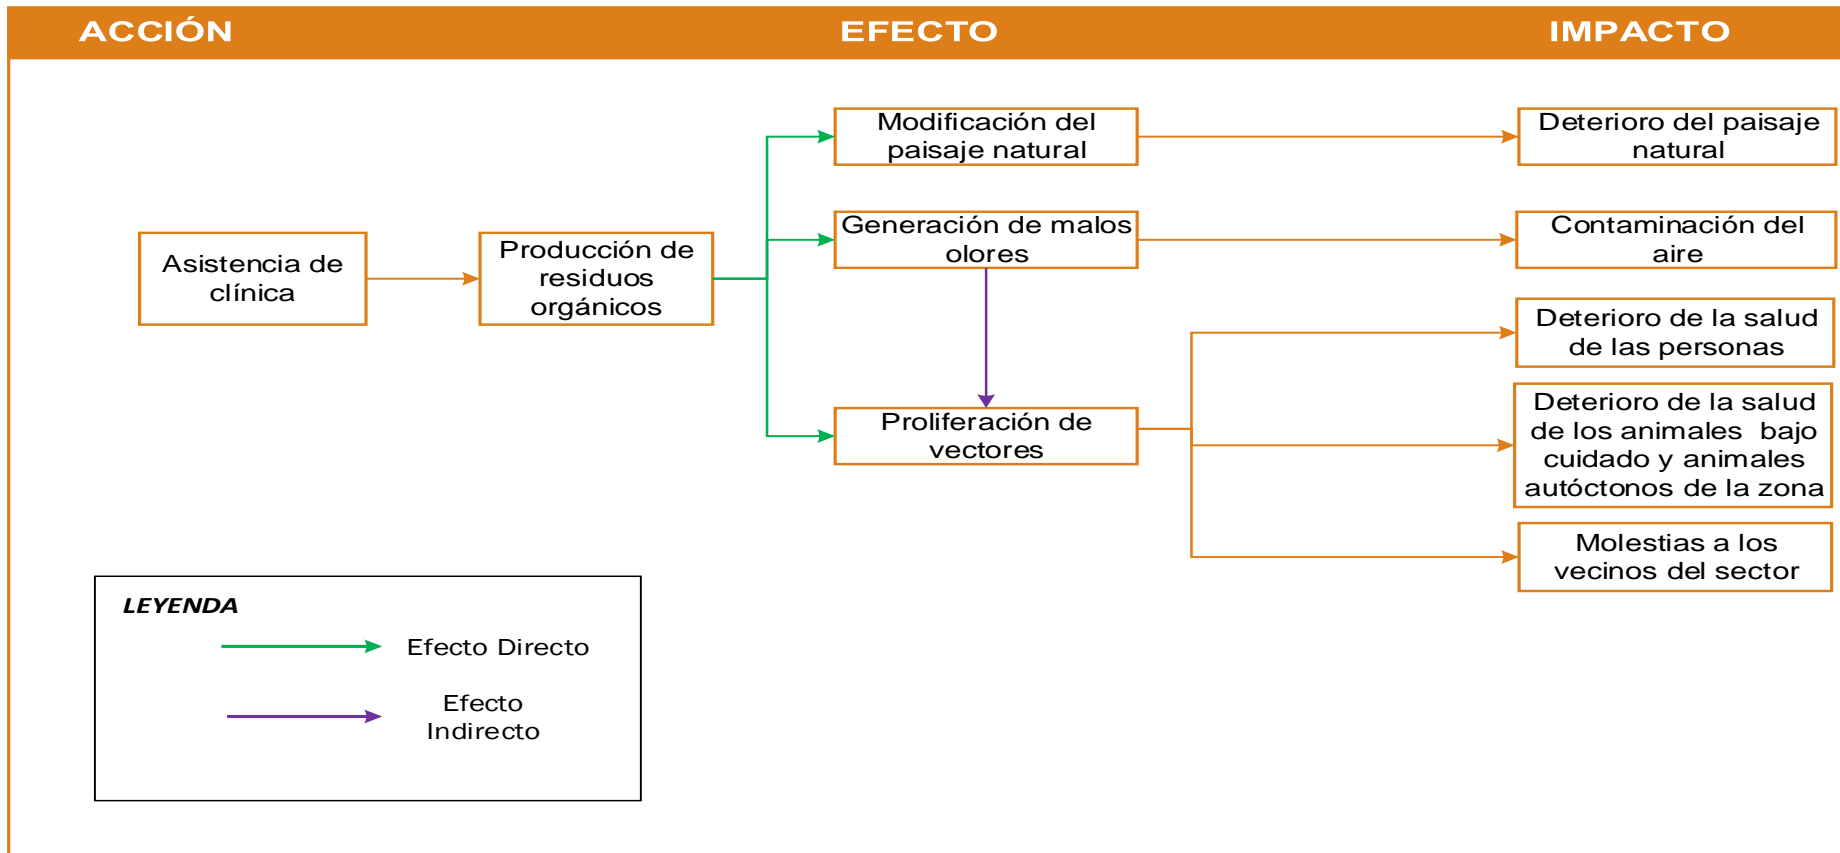 ACCIÓN
EFECTO
IMPACTO
Asistencia de
clínica
Producción de
residuos
orgánicos
Modificación del
paisaje natural
Generación de malos
olores
Proliferación de
vectores
Deterioro del paisaje
natural
Contaminación del
aire
Deterioro de la salud
de las personas
Deterioro de la salud
de los animales  bajo
cuidado y animales
autóctonos de la zona
Molestias a los
vecinos del sector
LEYENDA
Efecto Directo
Efecto
Indirecto